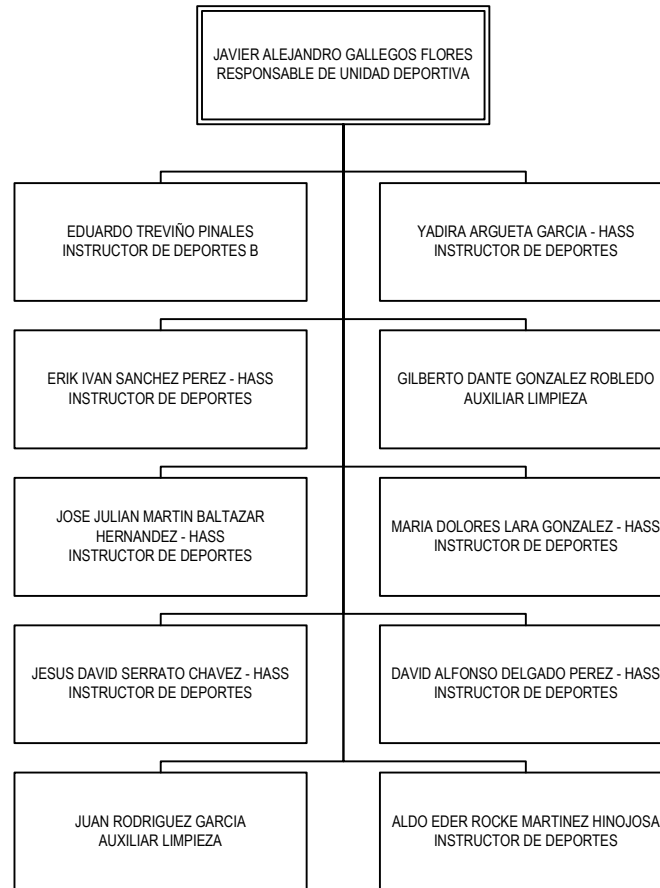 JAVIER ALEJANDRO GALLEGOS FLORES
RESPONSABLE DE UNIDAD DEPORTIVA
EDUARDO TREVIÑO PINALES
INSTRUCTOR DE DEPORTES B
YADIRA ARGUETA GARCIA - HASS
INSTRUCTOR DE DEPORTES
ERIK IVAN SANCHEZ PEREZ - HASS
INSTRUCTOR DE DEPORTES
GILBERTO DANTE GONZALEZ ROBLEDO
AUXILIAR LIMPIEZA
JOSE JULIAN MARTIN BALTAZAR
HERNANDEZ - HASS
INSTRUCTOR DE DEPORTES
MARIA DOLORES LARA GONZALEZ - HASS
INSTRUCTOR DE DEPORTES
JESUS DAVID SERRATO CHAVEZ - HASS
INSTRUCTOR DE DEPORTES
DAVID ALFONSO DELGADO PEREZ - HASS
INSTRUCTOR DE DEPORTES
JUAN RODRIGUEZ GARCIA
AUXILIAR LIMPIEZA
ALDO EDER ROCKE MARTINEZ HINOJOSA
INSTRUCTOR DE DEPORTES